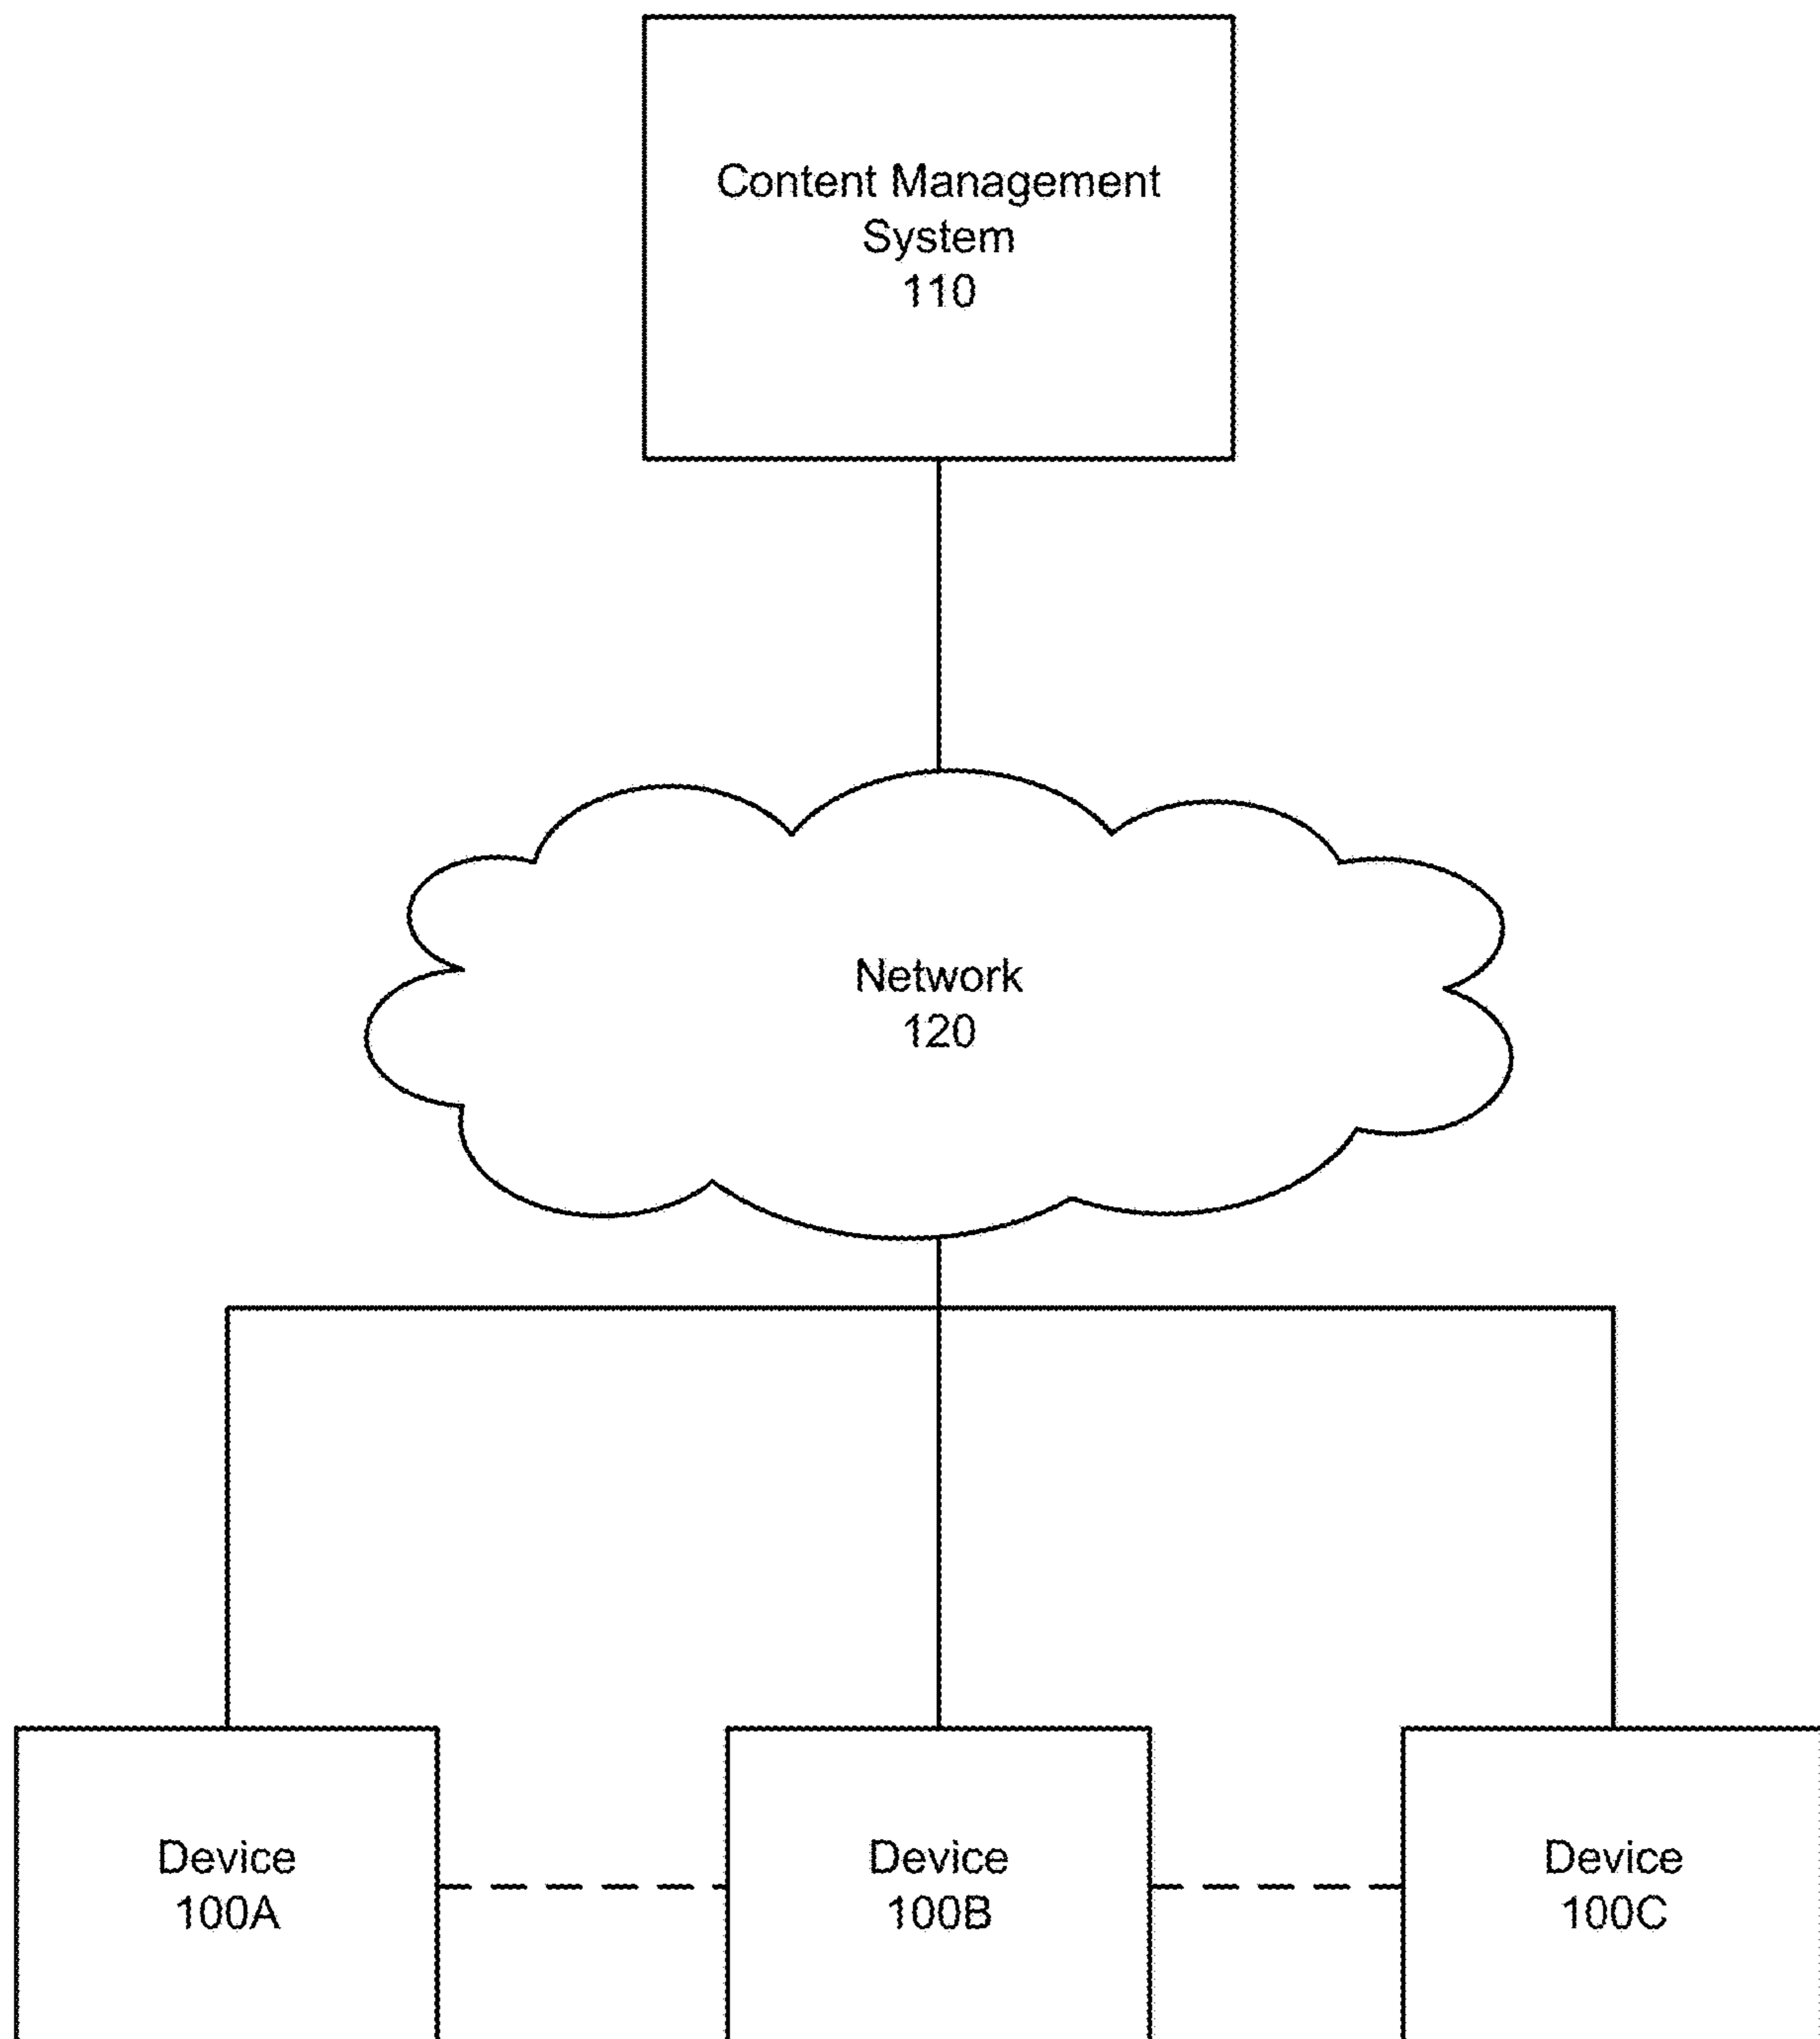 Content Management
System
110
Network
120
Device
100A
Device
100B
Device
100C